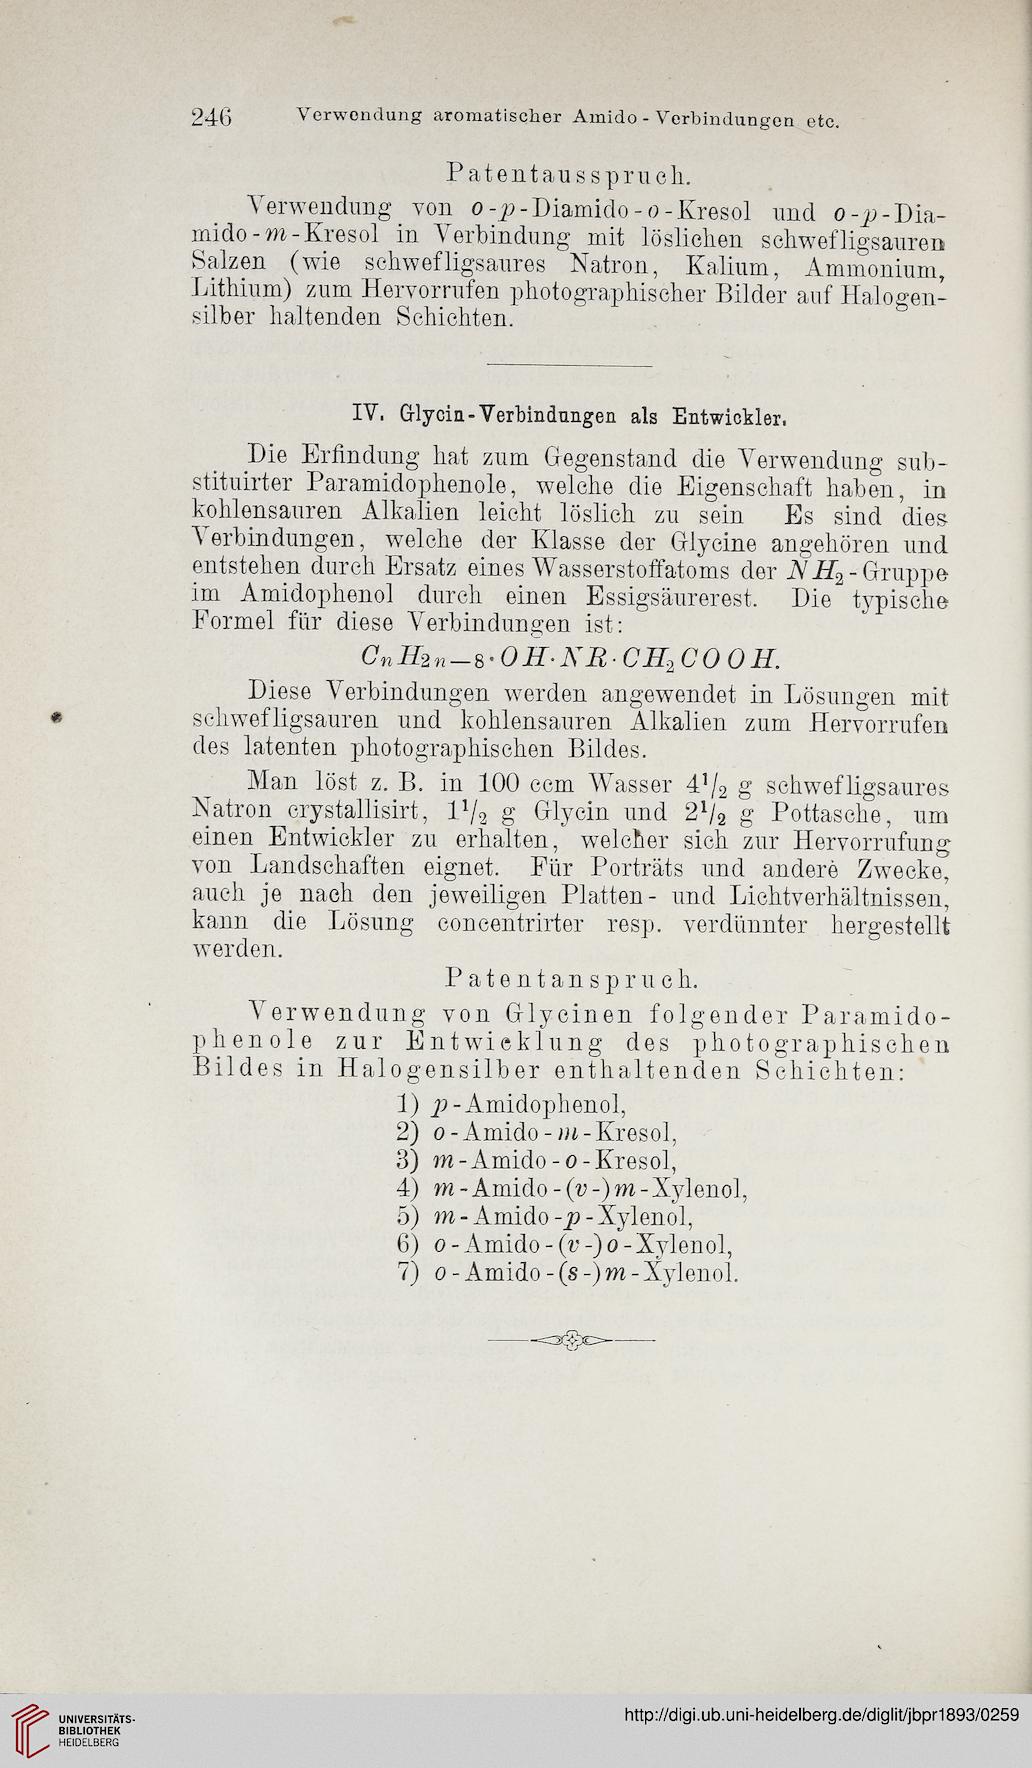 246 Verwendung aromatischer Amido-Verbindungen etc.
Patentausspruch.
Verwendung von o-p-Diamido-o-Kresol und o-p-Dia-
mido-m-Kresol in Verbindung mit löslichen schwefligsauren
Salzen (wie schwefligsaures Natron, Kalium, Ammonium,
Lithium) zum Hervorrufen photographischer Bilder auf Halogen-
silber haltenden Schichten.
IV. Glycin-Verbindungen als Entwickler.
Die Erfindung hat zum Gegenstand die Verwendung sub-
stituirter Paramidophenole, welche die Eigenschaft haben, in
kohlensauren Alkalien leicht löslich zu sein Es sind dies
Verbindungen, welche der Klasse der Glycine angehören und
entstehen durch Ersatz eines Wasserstoffatoms der NH₂-Gruppe
im Amidophenol durch einen Essigsäurerest. Die typische
Formel für diese Verbindungen ist:
CnH2n—8·OH·NR·CH₂COOH.
Diese Verbindungen werden angewendet in Lösungen mit
schwefligsauren und kohlensauren Alkalien zum Hervorrufen
des latenten photographischen Bildes.
Man löst z. B. in 100 ccm Wasser 4½ g schwefligsaures
Natron crystallisirt, 1½ g Glycin und 2½ g Pottasche, um
einen Entwickler zu erhalten, welcher sich zur Hervorrufung
von Landschaften eignet. Für Porträts und andere Zwecke,
auch je nach den jeweiligen Platten- und Lichtverhältnissen,
kann die Lösung concentrirter resp. verdünnter hergestellt
werden.
Patentanspruch.
Verwendung von Glycinen folgender Paramido-
phenole zur Entwicklung des photographischen
Bildes in Halogensilber enthaltenden Schichten:
1) p-Amidophenol,
2) o-Amido-m-Kresol,
3) m-Amido-o-Kresol,
4) m-Amido-(v-)m-Xylenol,
5) m-Amido-p-Xylenol,
6) o-Amido-(v-)o-Xylenol,
7) o-Amido-(s-)m-Xylenol.
UNIVERSITÄTS-
BIBLIOTHEK
HEIDELBERG
http://digi.ub.uni-heidelberg.de/diglit/jbpr1893/0259